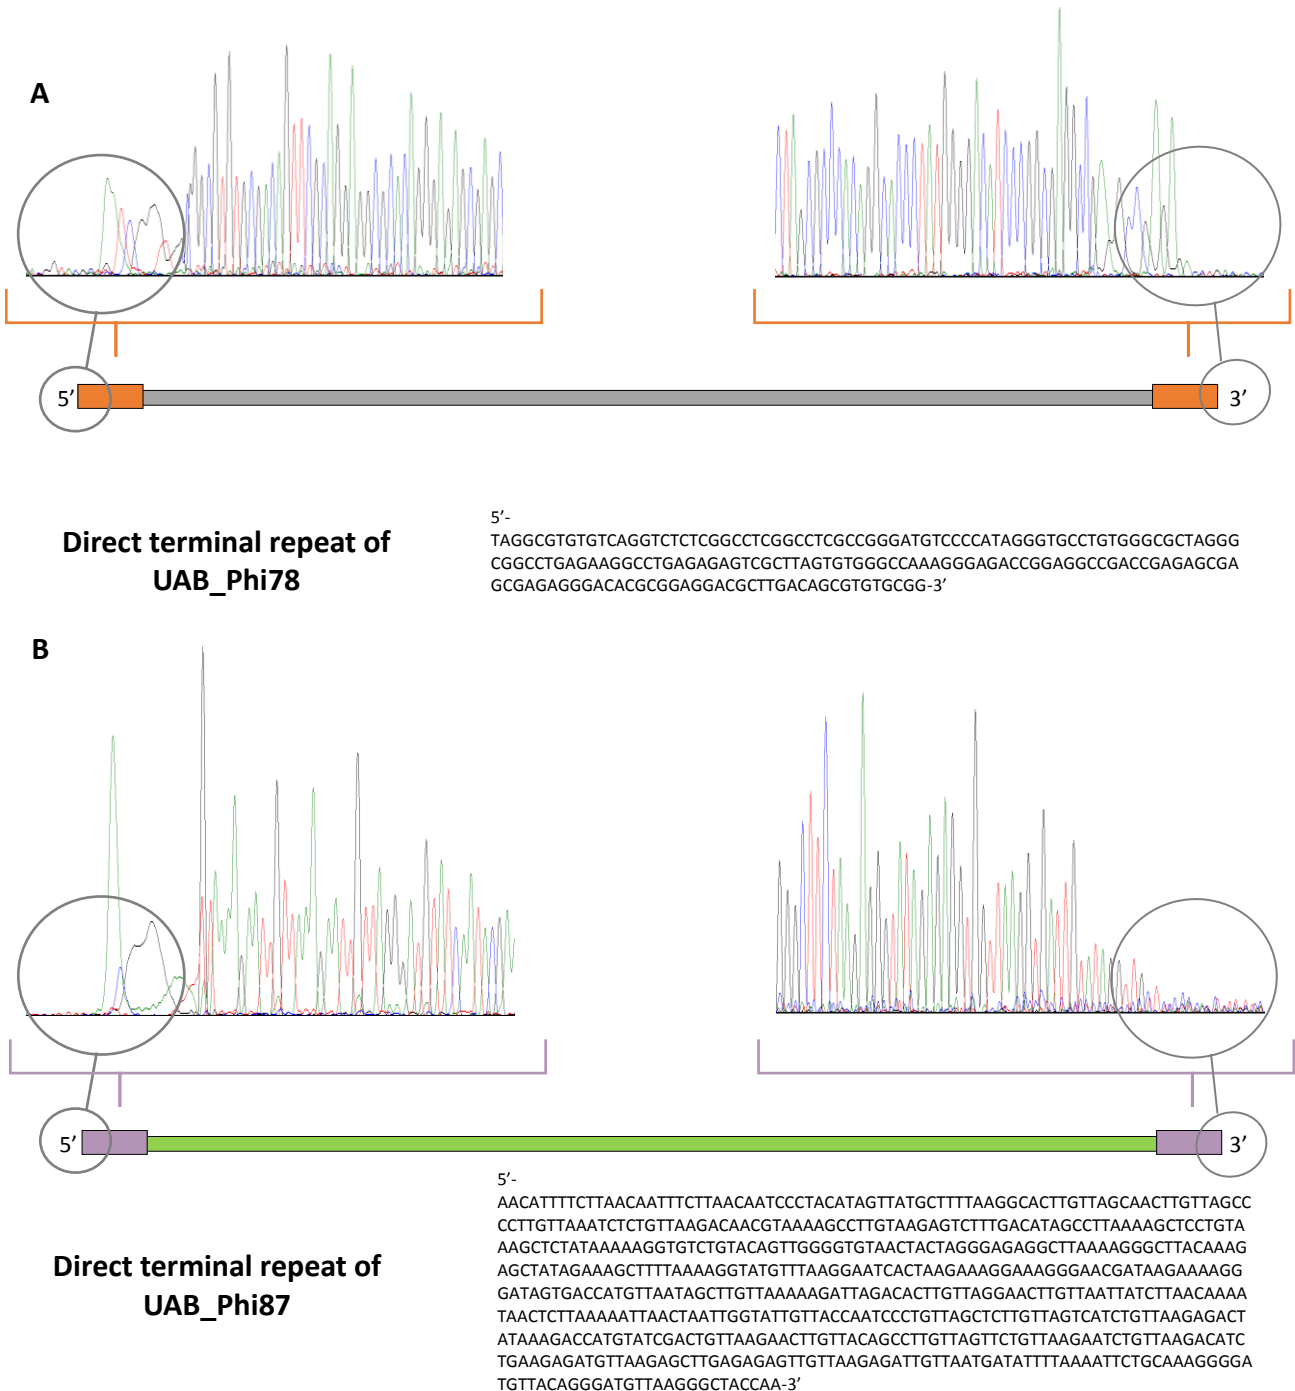 A
5’
3’
Direct terminal repeat of
UAB_Phi78
5’-
TAGGCGTGTGTCAGGTCTCTCGGCCTCGGCCTCGCCGGGATGTCCCCATAGGGTGCCTGTGGGCGCTAGGG
CGGCCTGAGAAGGCCTGAGAGAGTCGCTTAGTGTGGGCCAAAGGGAGACCGGAGGCCGACCGAGAGCGA
GCGAGAGGGACACGCGGAGGACGCTTGACAGCGTGTGCGG-3’
B
5’
3’
Direct terminal repeat of
UAB_Phi87
5’-
AACATTTTCTTAACAATTTCTTAACAATCCCTACATAGTTATGCTTTTAAGGCACTTGTTAGCAACTTGTTAGCC
CCTTGTTAAATCTCTGTTAAGACAACGTAAAAGCCTTGTAAGAGTCTTTGACATAGCCTTAAAAGCTCCTGTA
AAGCTCTATAAAAAGGTGTCTGTACAGTTGGGGTGTAACTACTAGGGAGAGGCTTAAAAGGGCTTACAAAG
AGCTATAGAAAGCTTTTAAAAGGTATGTTTAAGGAATCACTAAGAAAGGAAAGGGAACGATAAGAAAAGG
GATAGTGACCATGTTAATAGCTTGTTAAAAAGATTAGACACTTGTTAGGAACTTGTTAATTATCTTAACAAAA
TAACTCTTAAAAATTAACTAATTGGTATTGTTACCAATCCCTGTTAGCTCTTGTTAGTCATCTGTTAAGAGACT
ATAAAGACCATGTATCGACTGTTAAGAACTTGTTACAGCCTTGTTAGTTCTGTTAAGAATCTGTTAAGACATC
TGAAGAGATGTTAAGAGCTTGAGAGAGTTGTTAAGAGATTGTTAATGATATTTTAAAATTCTGCAAAGGGGA
TGTTACAGGGATGTTAAGGGCTACCAA-3’